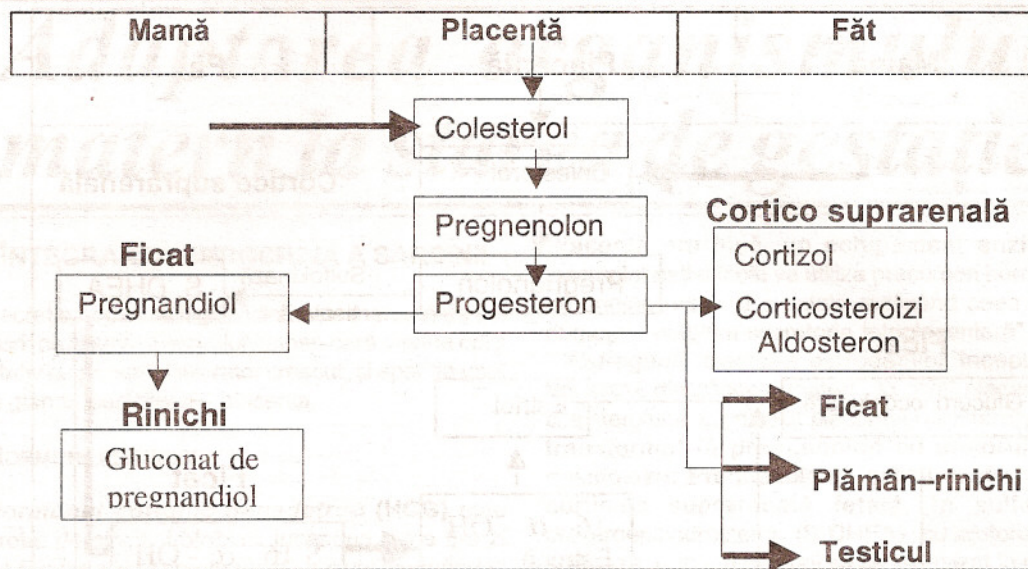 Mamă
Placentă
Făt
Colesterol
Pregnenolon
Progesteron
Ficat
Pregnandiol
Rinichi
Gluconat de
pregnandiol
Cortico suprarenală
Cortizol
Corticosteroizi
Aldosteron
Ficat
Plămân–rinichi
Testicul